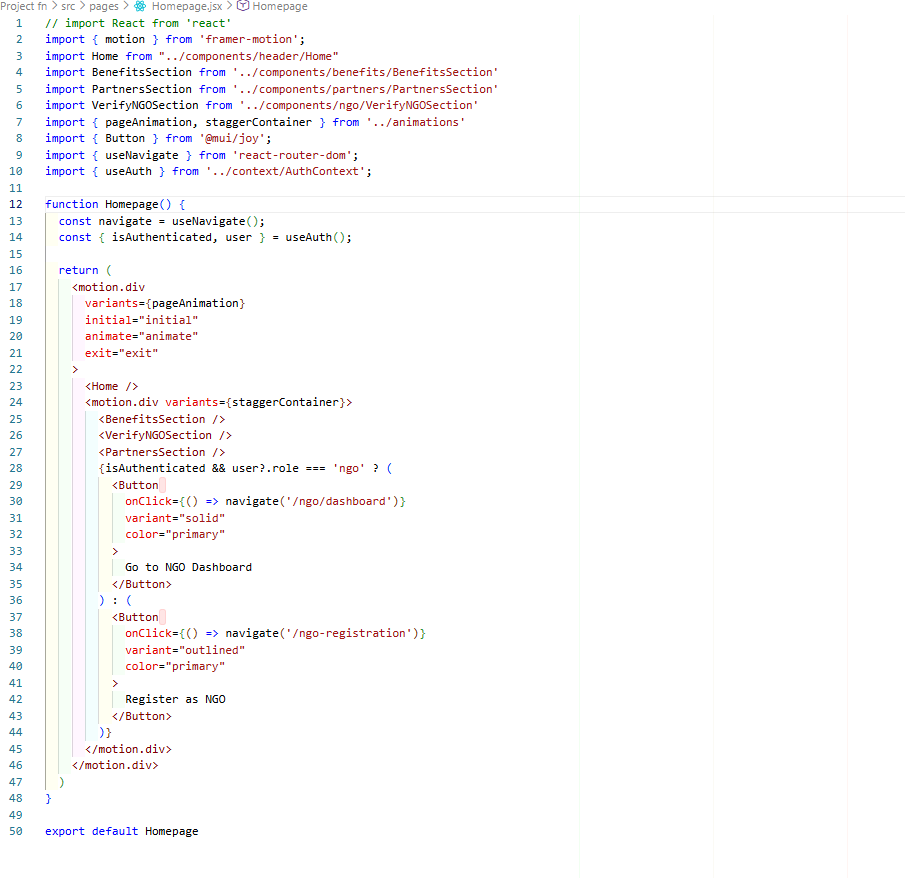 Project fn > src > pages > Homepage.jsx > Homepage
1 // import React from 'react'
2 import { motion } from 'framer-motion';
3 import Home from "../components/header/Home"
4 import BenefitsSection from '../components/benefits/BenefitsSection'
5 import PartnersSection from '../components/partners/PartnersSection'
6 import VerifyNGOSection from '../components/ngo/VerifyNGOSection'
7 import { pageAnimation, staggerContainer } from '../animations'
8 import { Button } from '@mui/joy';
9 import { useNavigate } from 'react-router-dom';
10 import { useAuth } from '../context/AuthContext';
11
12 function Homepage() {
13   const navigate = useNavigate();
14   const { isAuthenticated, user } = useAuth();
15
16   return (
17     <motion.div
18       variants={pageAnimation}
19       initial="initial"
20       animate="animate"
21       exit="exit"
22     >
23       <Home />
24       <motion.div variants={staggerContainer}>
25         <BenefitsSection />
26         <VerifyNGOSection />
27         <PartnersSection />
28         {isAuthenticated && user?.role === 'ngo' ? (
29           <Button
30             onClick={() => navigate('/ngo/dashboard')}
31             variant="solid"
32             color="primary"
33           >
34             Go to NGO Dashboard
35           </Button>
36         ) : (
37           <Button
38             onClick={() => navigate('/ngo-registration')}
39             variant="outlined"
40             color="primary"
41           >
42             Register as NGO
43           </Button>
44         )}
45       </motion.div>
46     </motion.div>
47   )
48 }
49
50 export default Homepage